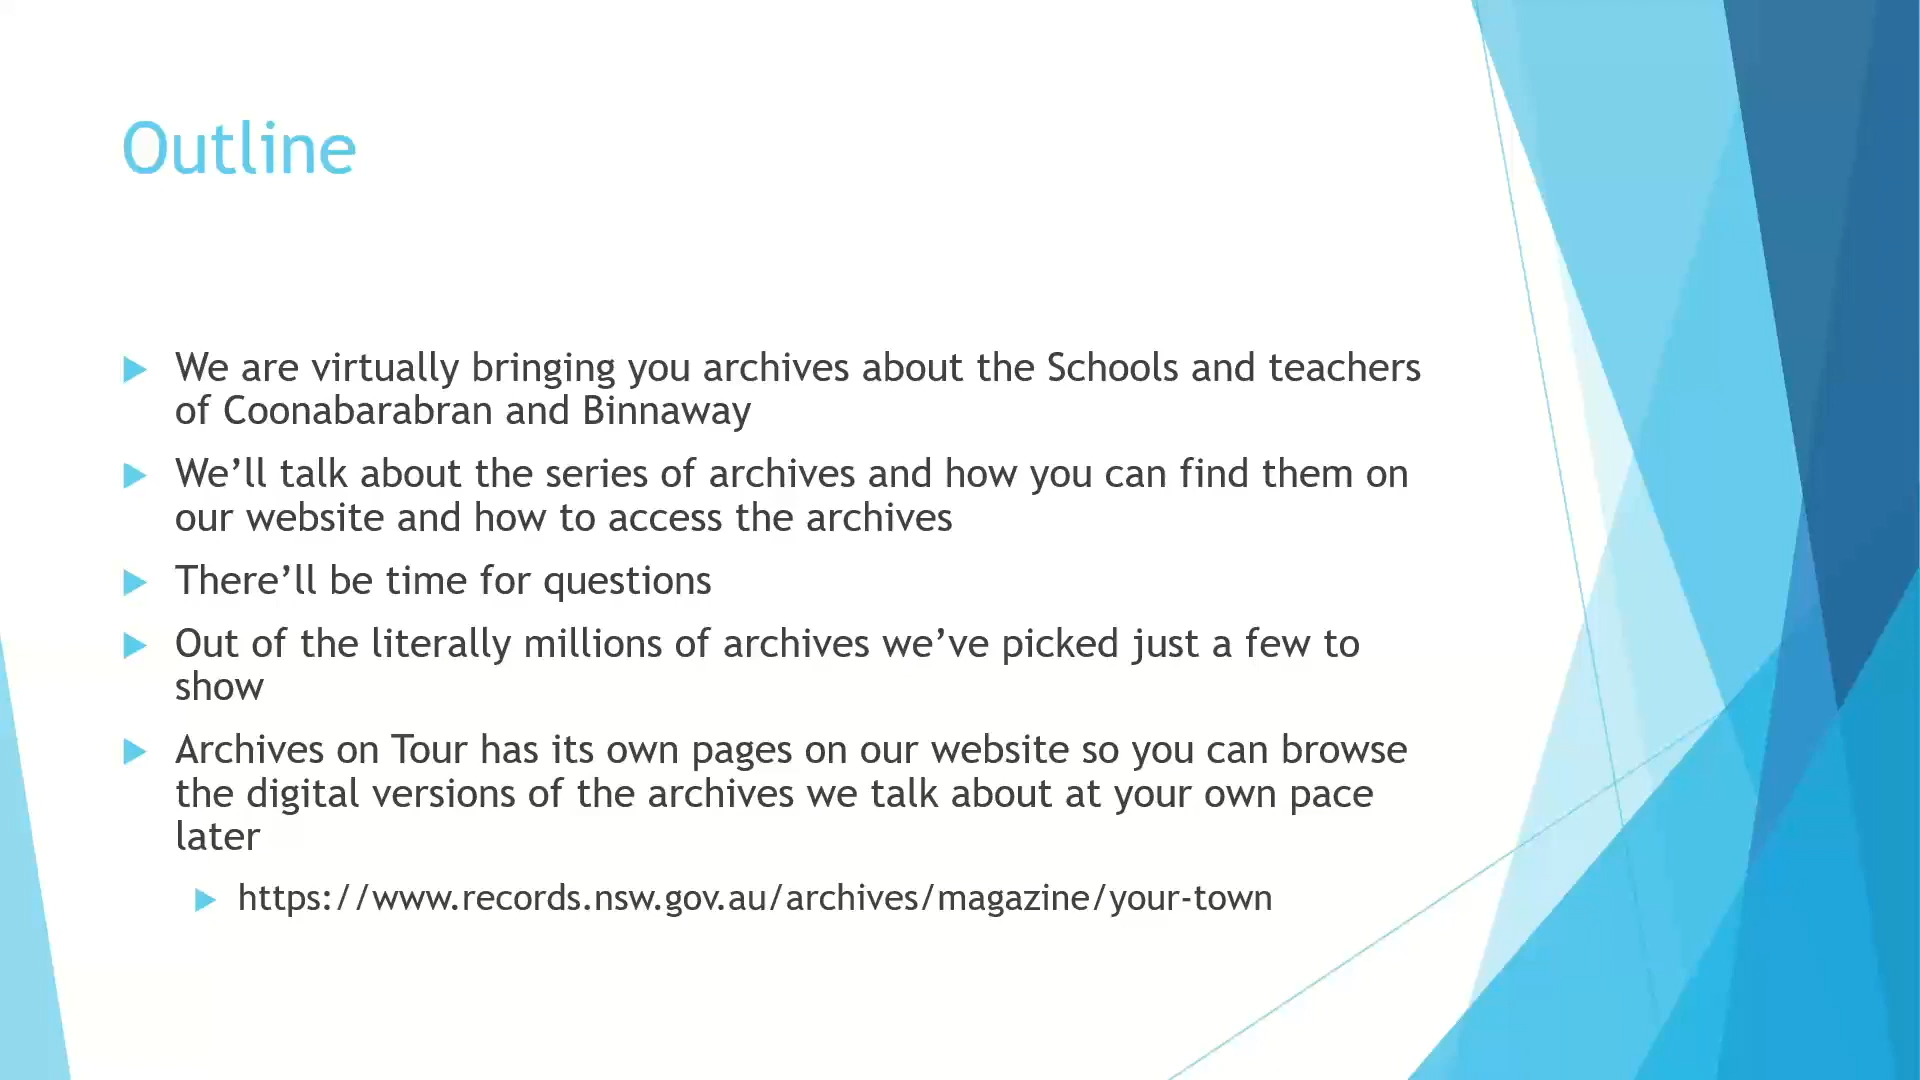 Outline
We are virtually bringing you archives about the Schools and teachers
of Coonabarabran and Binnaway
We’ll talk about the series of archives and how you can find them on
our website and how to access the archives
There’ll be time for questions
Out of the literally millions of archives we’ve picked just a few to
show
Archives on Tour has its own pages on our website so you can browse
the digital versions of the archives we talk about at your own pace
later
https://www.records.nsw.gov.au/archives/magazine/your-town